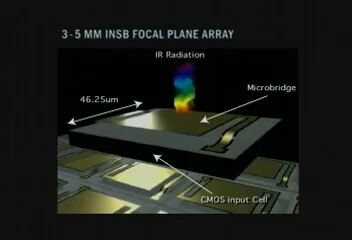 3-5 MM INSB FOCAL PLANE ARRAY
IR Radiation
Microbridge
46.25um
CMOS input Cell